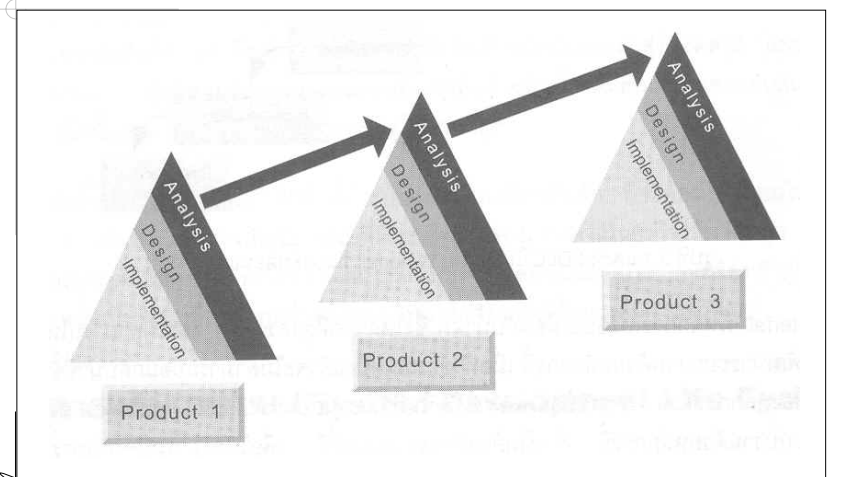 Analysis
Design
Implementation
Product 1
Analysis
Design
Implementation
Product 2
Analysis
Design
Implementation
Product 3